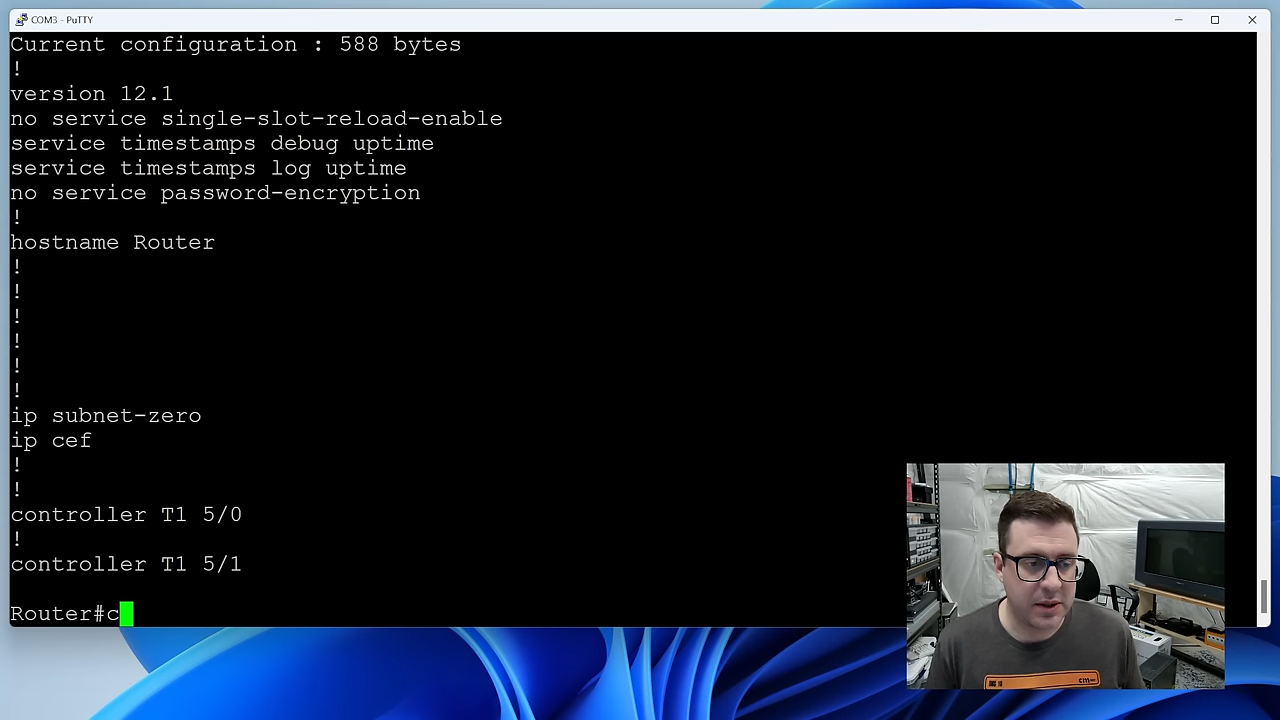 COM3 - PuTTY
Current configuration : 588 bytes
!
version 12.1
no service single-slot-reload-enable
service timestamps debug uptime
service timestamps log uptime
no service password-encryption
!
hostname Router
!
!
!
!
!
!
ip subnet-zero
ip cef
!
!
controller T1 5/0
!
controller T1 5/1
Router#c